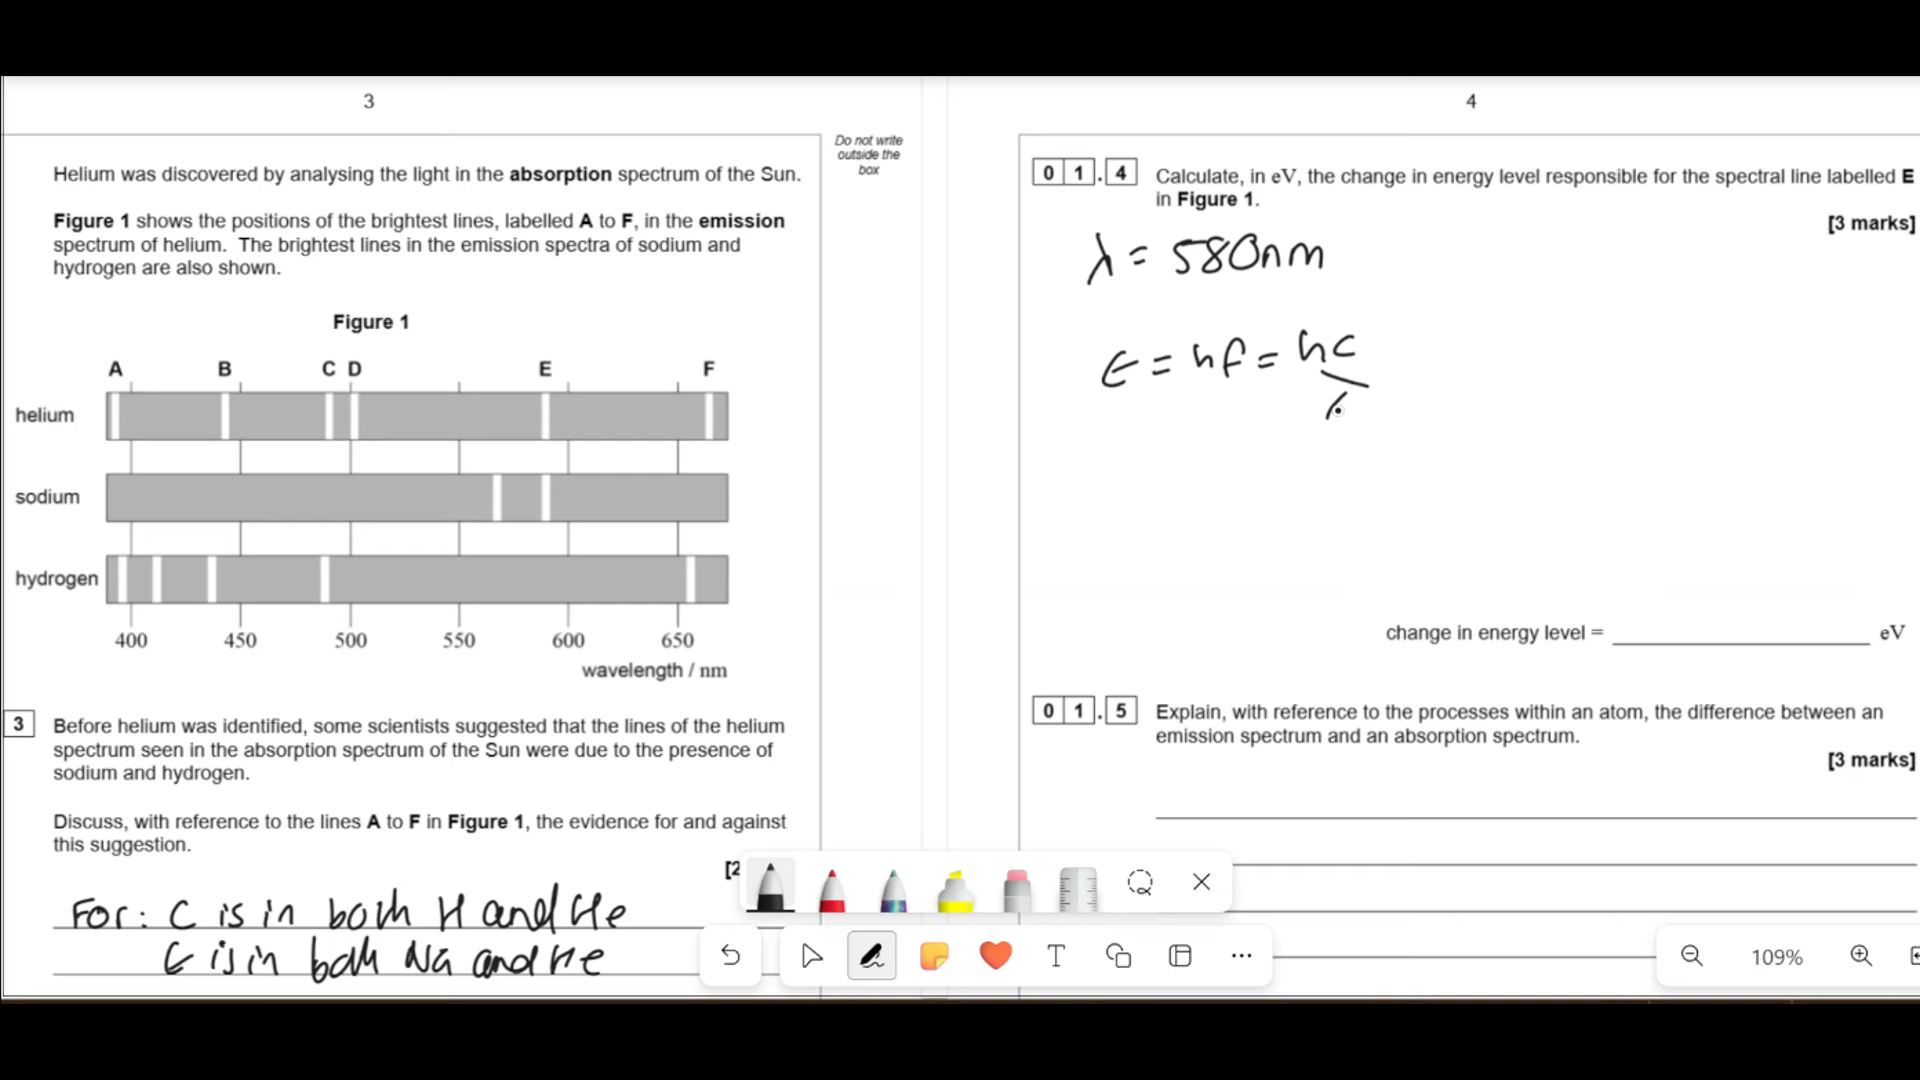 3
Do not write
outside the
box
Helium was discovered by analysing the light in the absorption spectrum of the Sun.
Figure 1 shows the positions of the brightest lines, labelled A to F, in the emission
spectrum of helium. The brightest lines in the emission spectra of sodium and
hydrogen are also shown.
Figure 1
A B C D E F
helium
sodium
hydrogen
400 450 500 550 600 650
wavelength / nm
3 Before helium was identified, some scientists suggested that the lines of the helium
spectrum seen in the absorption spectrum of the Sun were due to the presence of
sodium and hydrogen.
Discuss, with reference to the lines A to F in Figure 1, the evidence for and against
this suggestion.
[2
For: C is in both H and He
E is in both Na and He
4
0 1 . 4 Calculate, in eV, the change in energy level responsible for the spectral line labelled E
in Figure 1.
[3 marks]
λ = 580nm
E = hf = hc
change in energy level = eV
0 1 . 5 Explain, with reference to the processes within an atom, the difference between an
emission spectrum and an absorption spectrum.
[3 marks]
T
109%